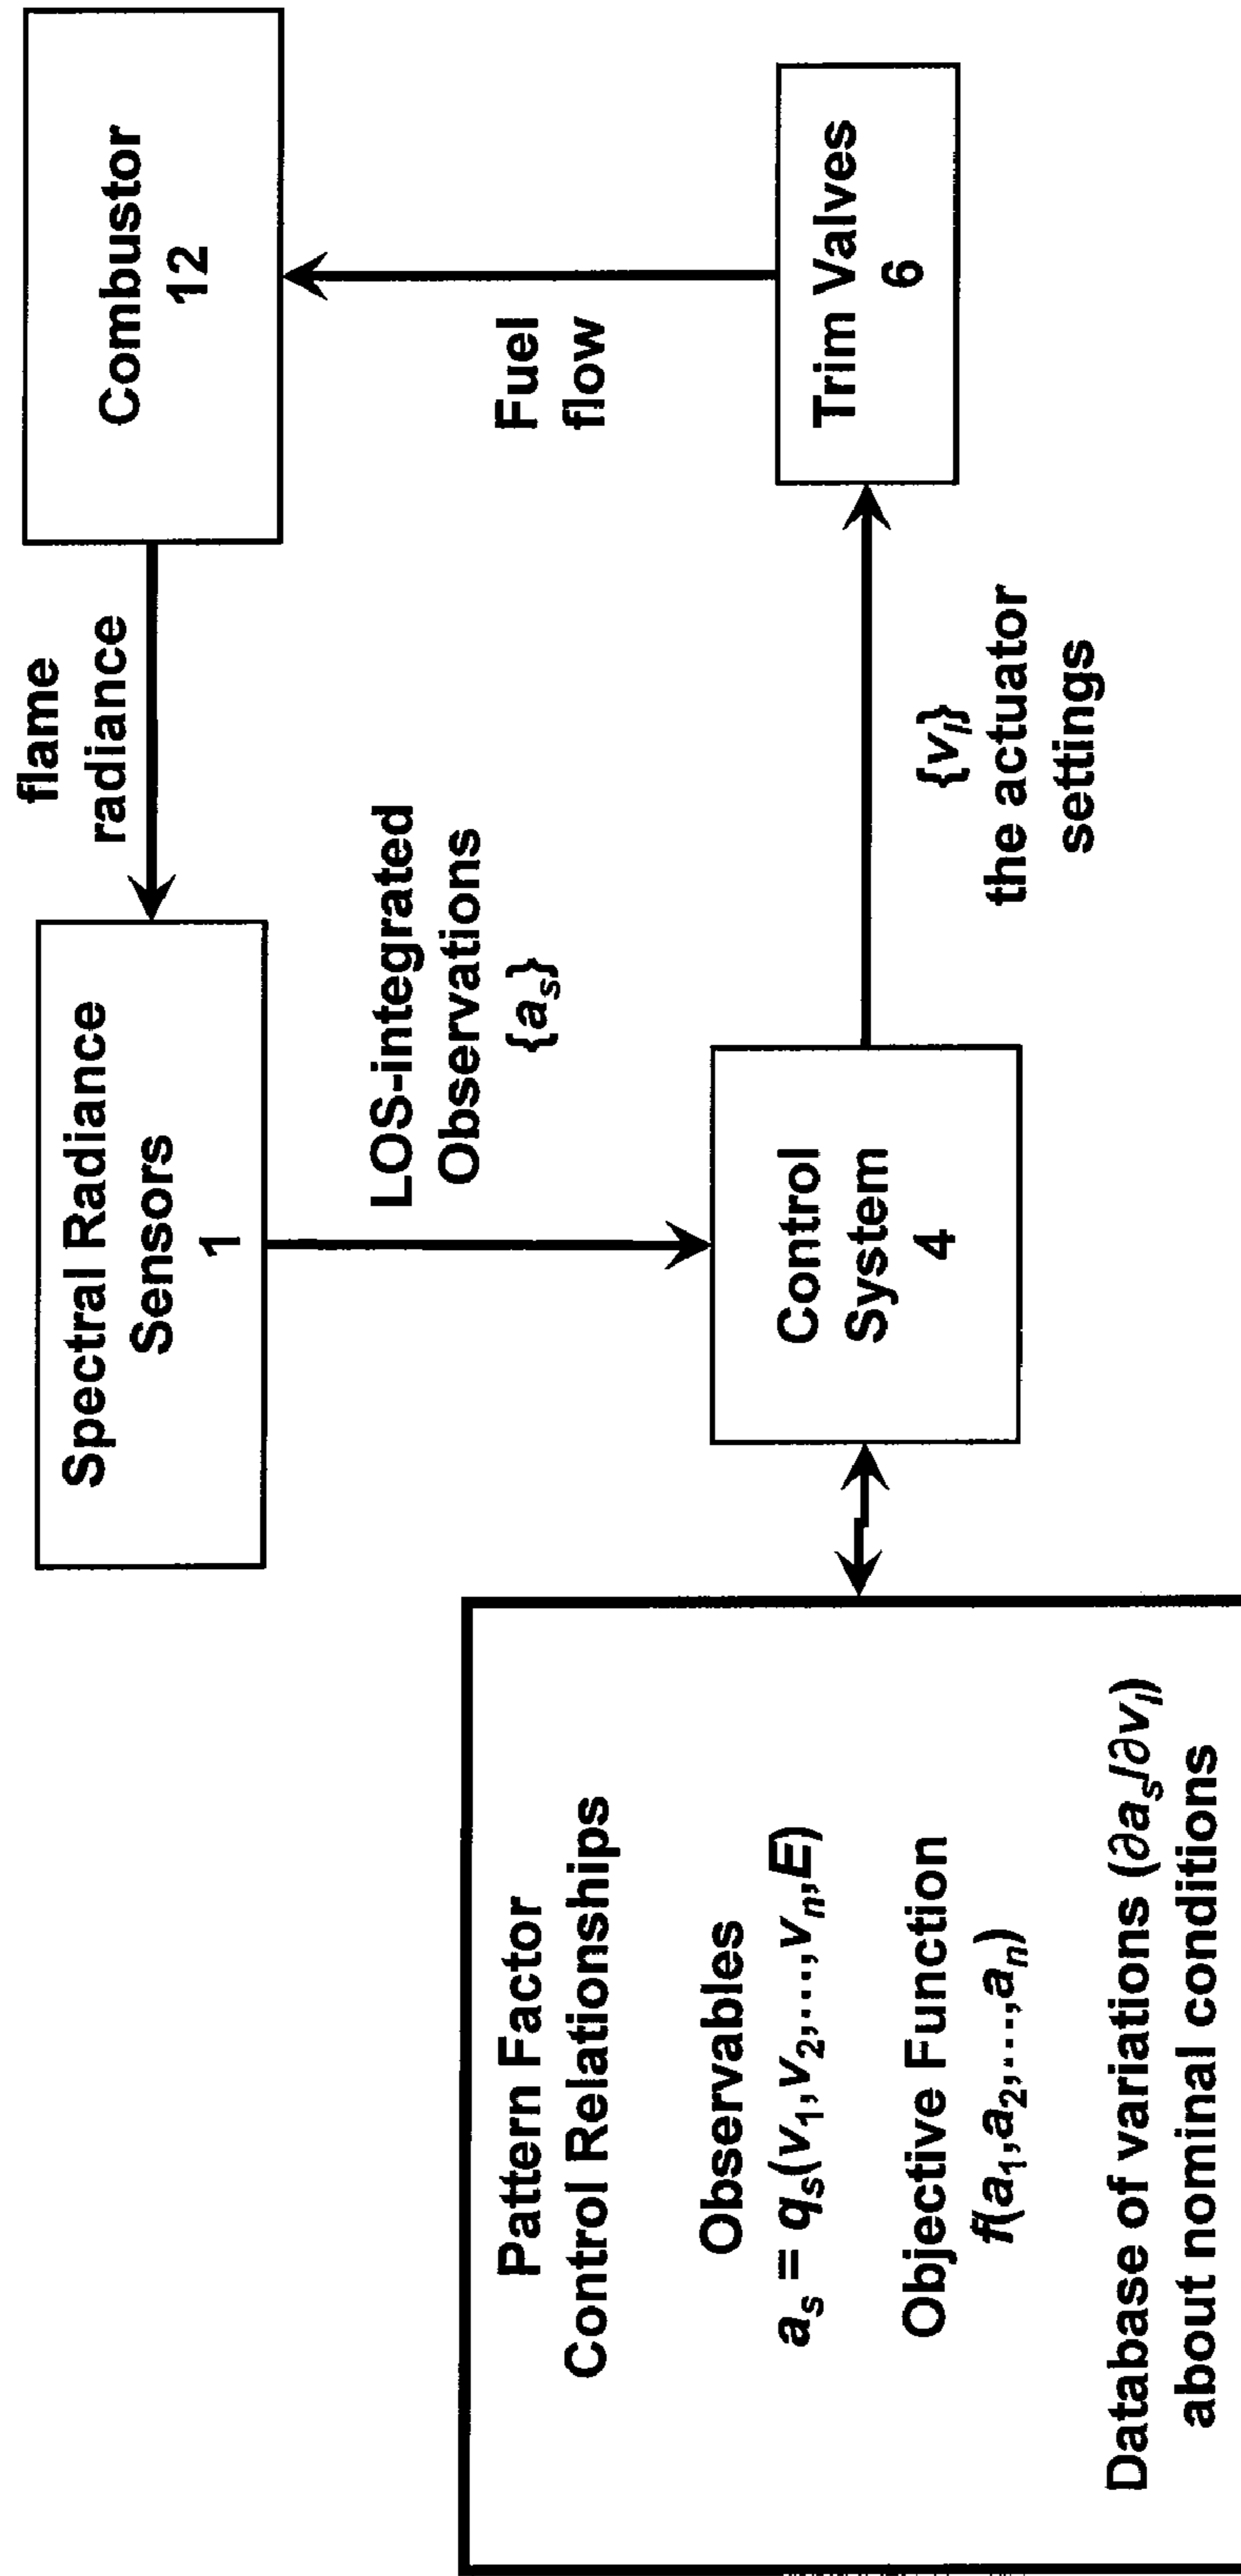 Pattern Factor
Control Relationships
Observables
a_s = q_s(v_1,v_2,...,v_n,E)
Objective Function
f(a_1,a_2,...,a_n)
Database of variations (∂a_s/∂v_i)
about nominal conditions
Spectral Radiance
Sensors
1
LOS-integrated
Observations
{a_s}
Control
System
4
flame
radiance
{v_i}
the actuator
settings
Combustor
12
Fuel
flow
Trim Valves
6